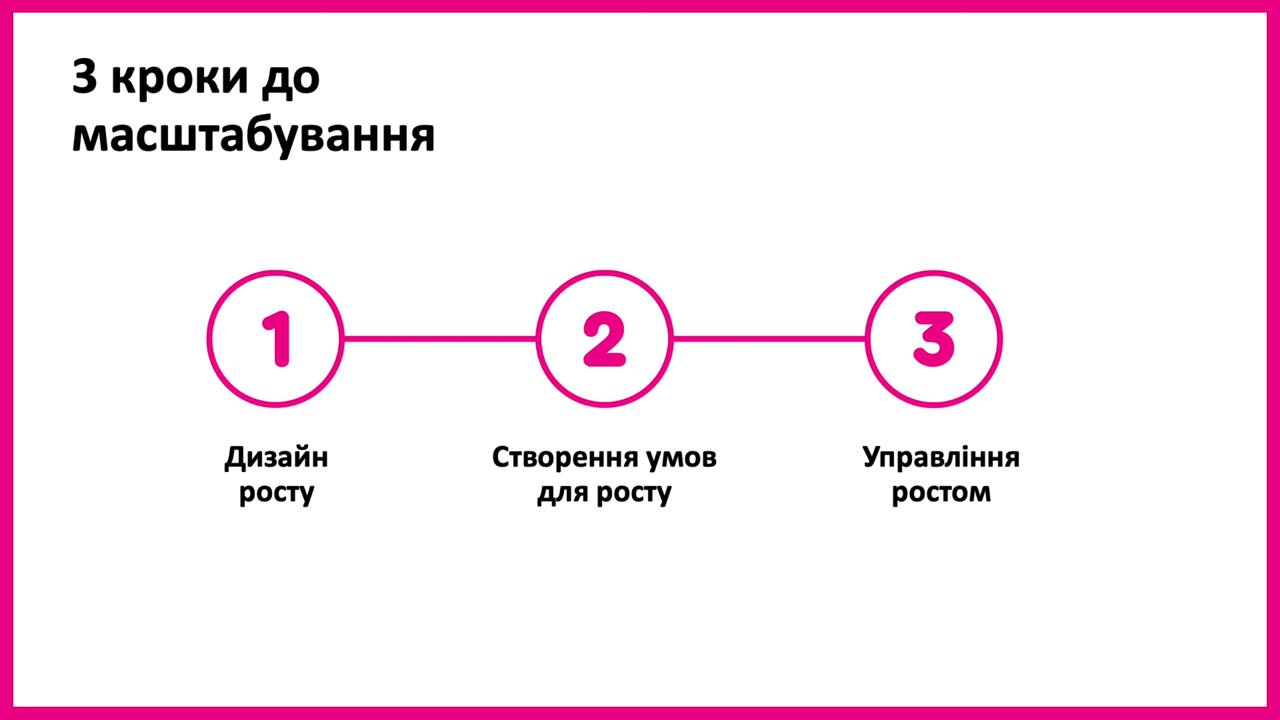 3 кроки до
масштабування
1
2
3
Дизайн
росту
Створення умов
для росту
Управління
ростом